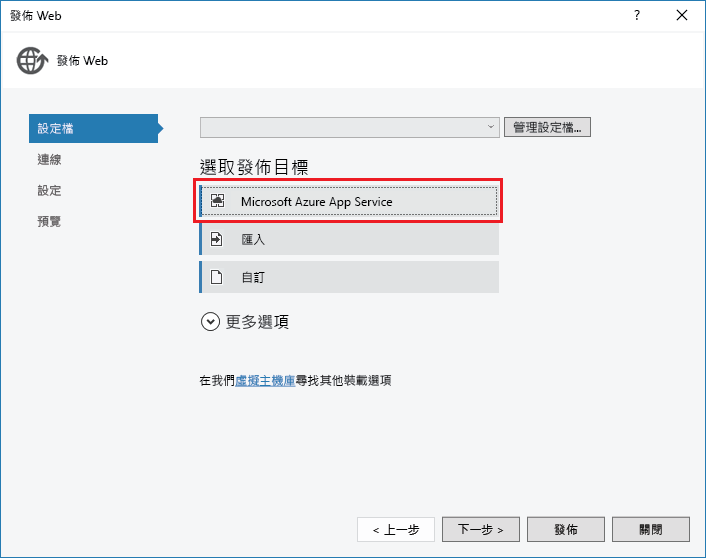 發佈 Web
?
發佈 Web
設定檔
管理設定檔...
連線
設定
預覽
選取發佈目標
Microsoft Azure App Service
匯入
自訂
更多選項
在我們虛擬主機庫尋找其他裝載選項
< 上一步
下一步 >
發佈
關閉